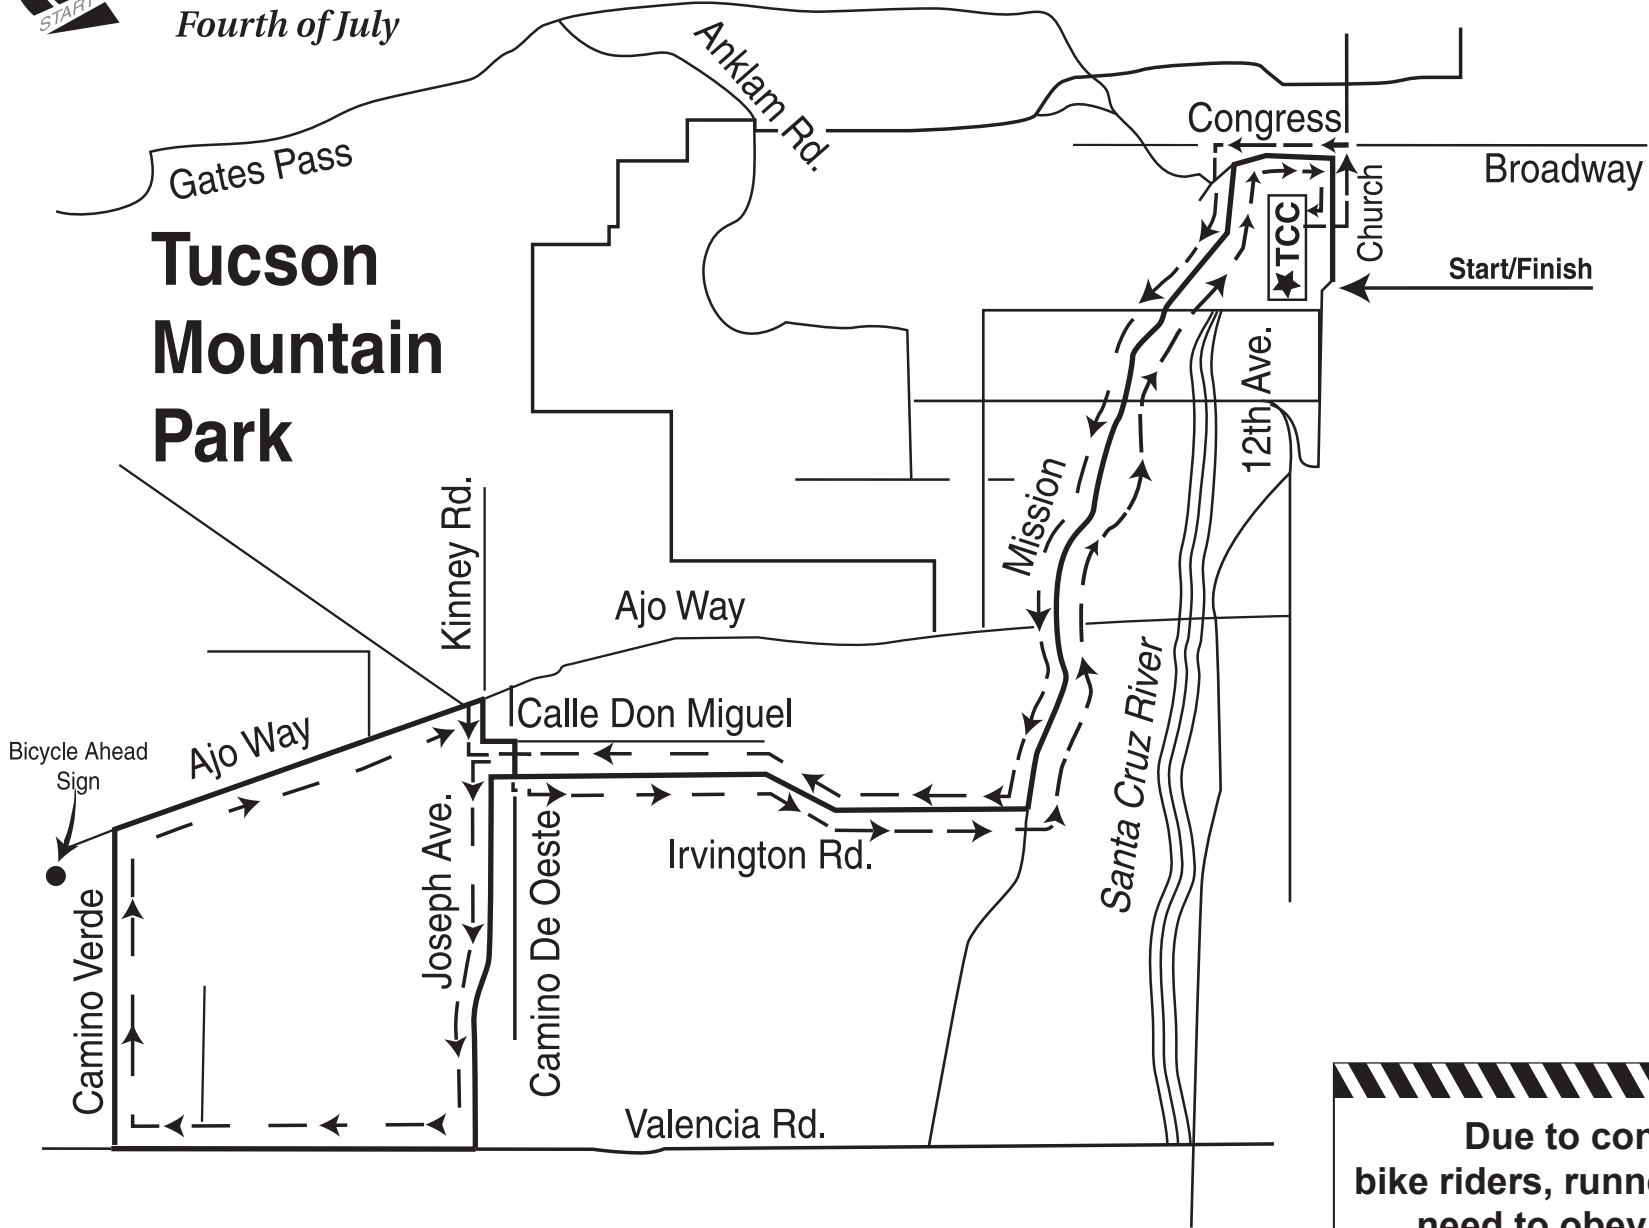 START
Fourth of July
Anklam Rd.
Gates Pass
Congress
Broadway
Church
TCC
Start/Finish
Tucson
Mountain
Park
12th Ave.
Kinney Rd.
Mission
Ajo Way
Santa Cruz River
Calle Don Miguel
Ajo Way
Bicycle Ahead
Sign
Joseph Ave.
Camino De Oeste
Irvington Rd.
Camino Verde
Valencia Rd.
Due to con
bike riders, runn
need to obey